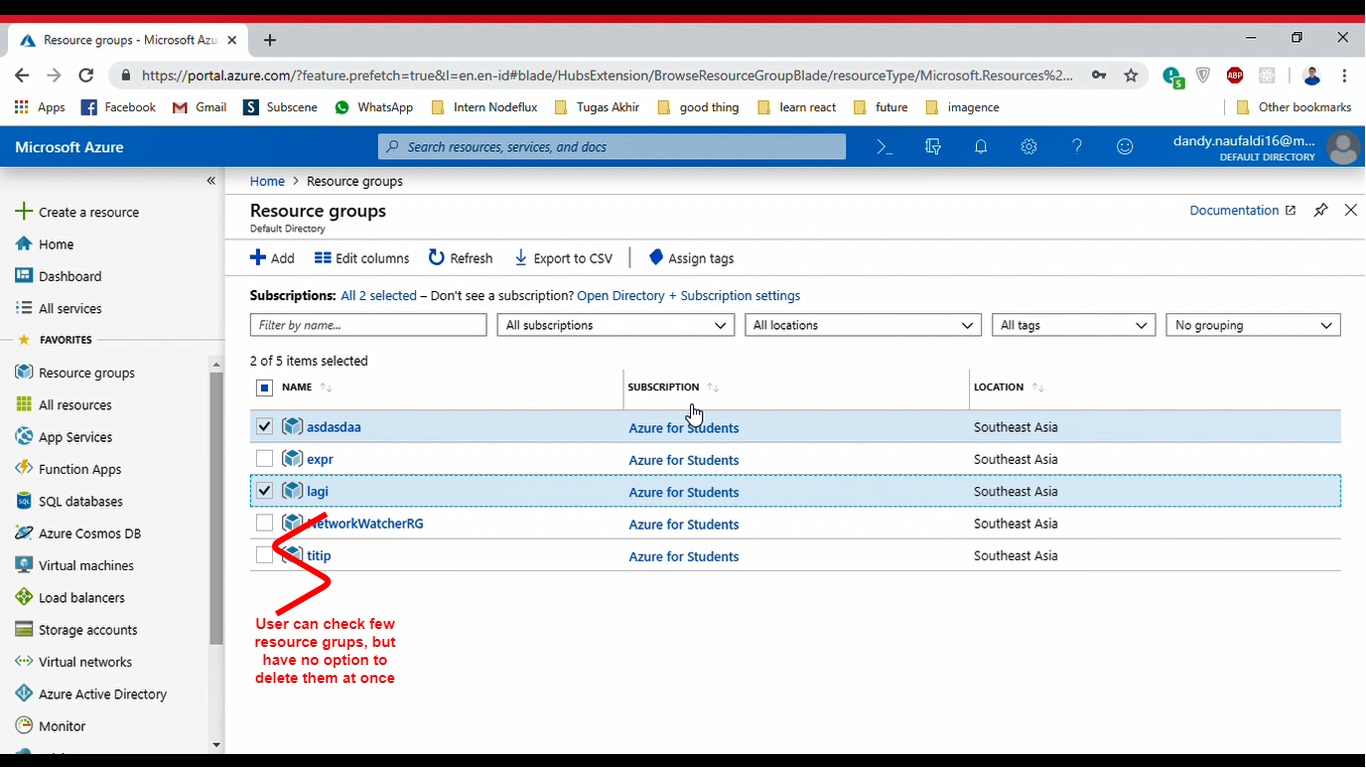 Resource groups - Microsoft Azu
https://portal.azure.com/?feature.prefetch=true&l=en.en-id#blade/HubsExtension/BrowseResourceGroupBlade/resourceType/Microsoft.Resources%2...
5
ABP
Apps Facebook Gmail Subscene WhatsApp Intern Nodeflux Tugas Akhir good thing learn react future imagence Other bookmarks
Microsoft Azure
Search resources, services, and docs
dandy.naufaldi16@m...
DEFAULT DIRECTORY
Create a resource
Home
Dashboard
All services
FAVORITES
Resource groups
All resources
App Services
Function Apps
SQL databases
Azure Cosmos DB
Virtual machines
Load balancers
Storage accounts
Virtual networks
Azure Active Directory
Monitor
Home > Resource groups
Resource groups
Default Directory
Documentation
Add Edit columns Refresh Export to CSV Assign tags
Subscriptions: All 2 selected – Don't see a subscription? Open Directory + Subscription settings
Filter by name... All subscriptions All locations All tags No grouping
2 of 5 items selected
NAME SUBSCRIPTION LOCATION
asdasdaa Azure for Students Southeast Asia
expr Azure for Students Southeast Asia
lagi Azure for Students Southeast Asia
NetworkWatcherRG Azure for Students Southeast Asia
titip Azure for Students Southeast Asia
User can check few
resource grups, but
have no option to
delete them at once